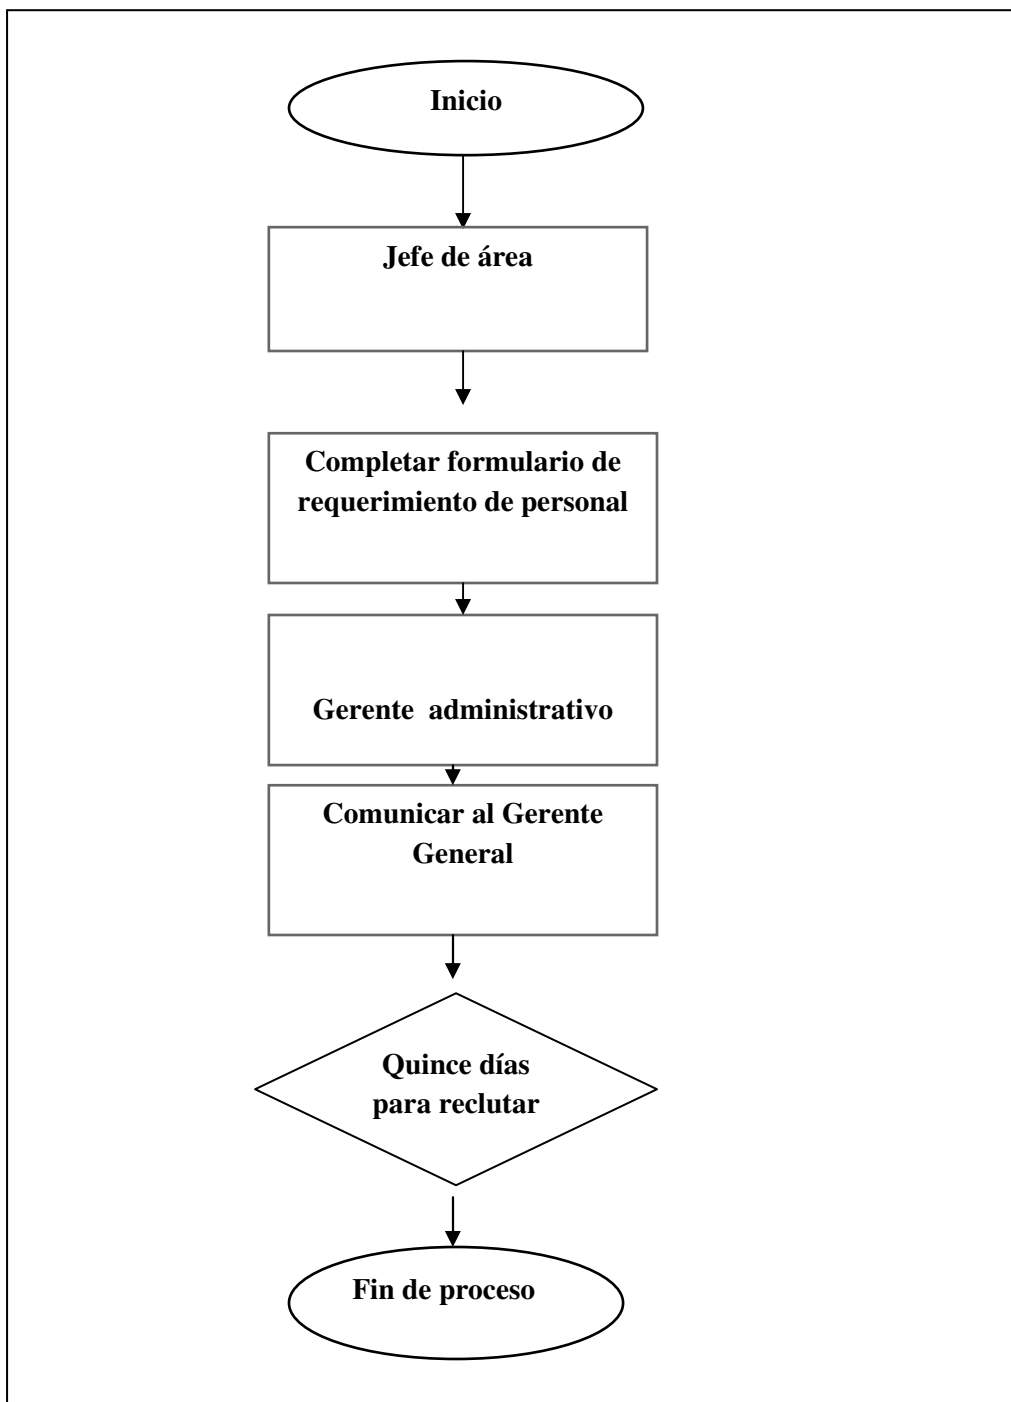 Inicio
Jefe de área
Completar formulario de
requerimiento de personal
Gerente  administrativo
Comunicar al Gerente
General
Quince días
para reclutar
Fin de proceso